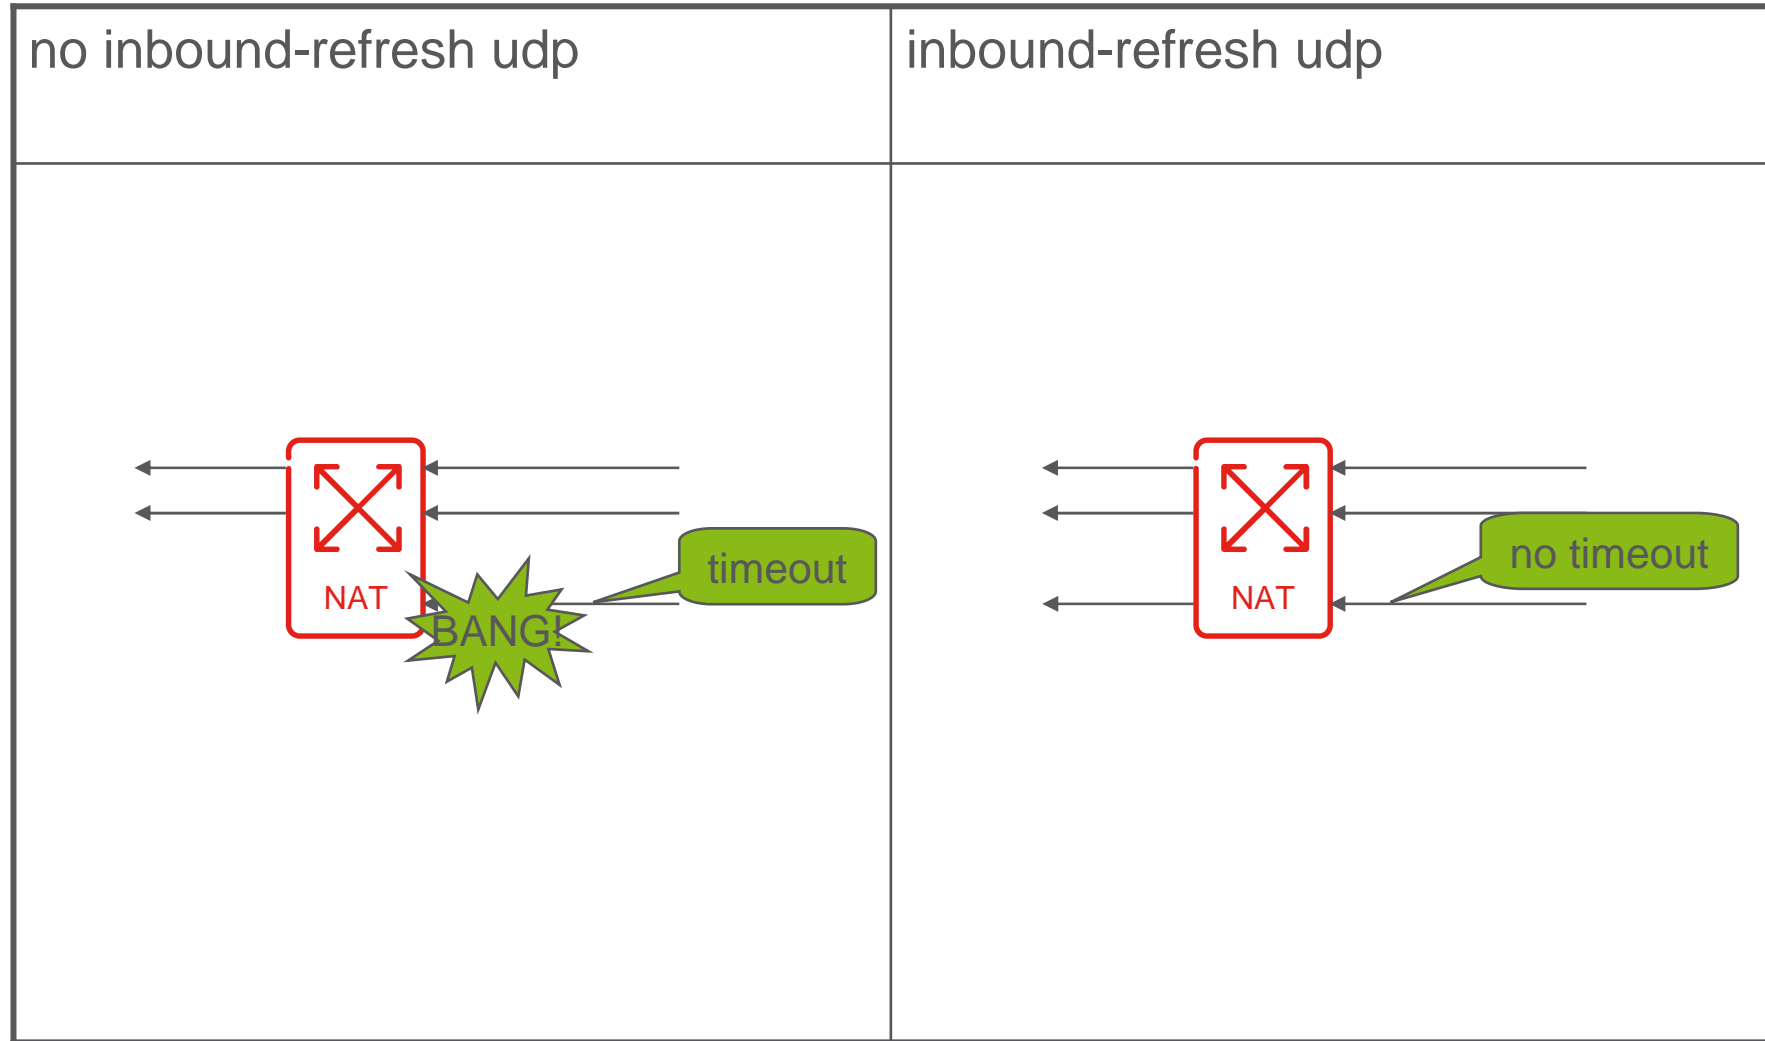 no inbound-refresh udp
inbound-refresh udp
timeout
NAT
BANG!
no timeout
NAT